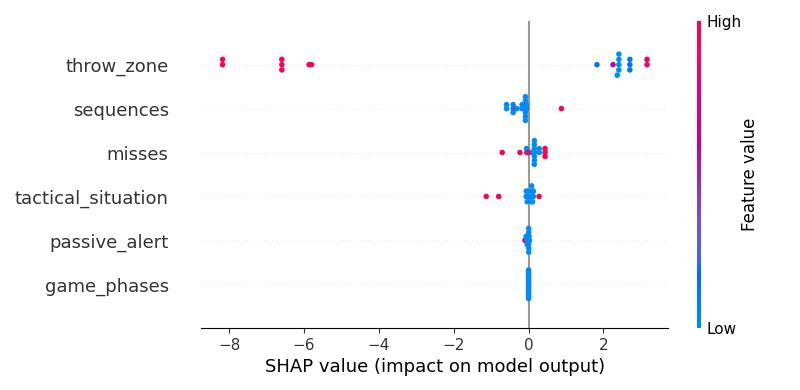 High
throw_zone
sequences
misses
tactical_situation
passive_alert
game_phases
Feature value
Low
−8 −6 −4 −2 0 2
SHAP value (impact on model output)